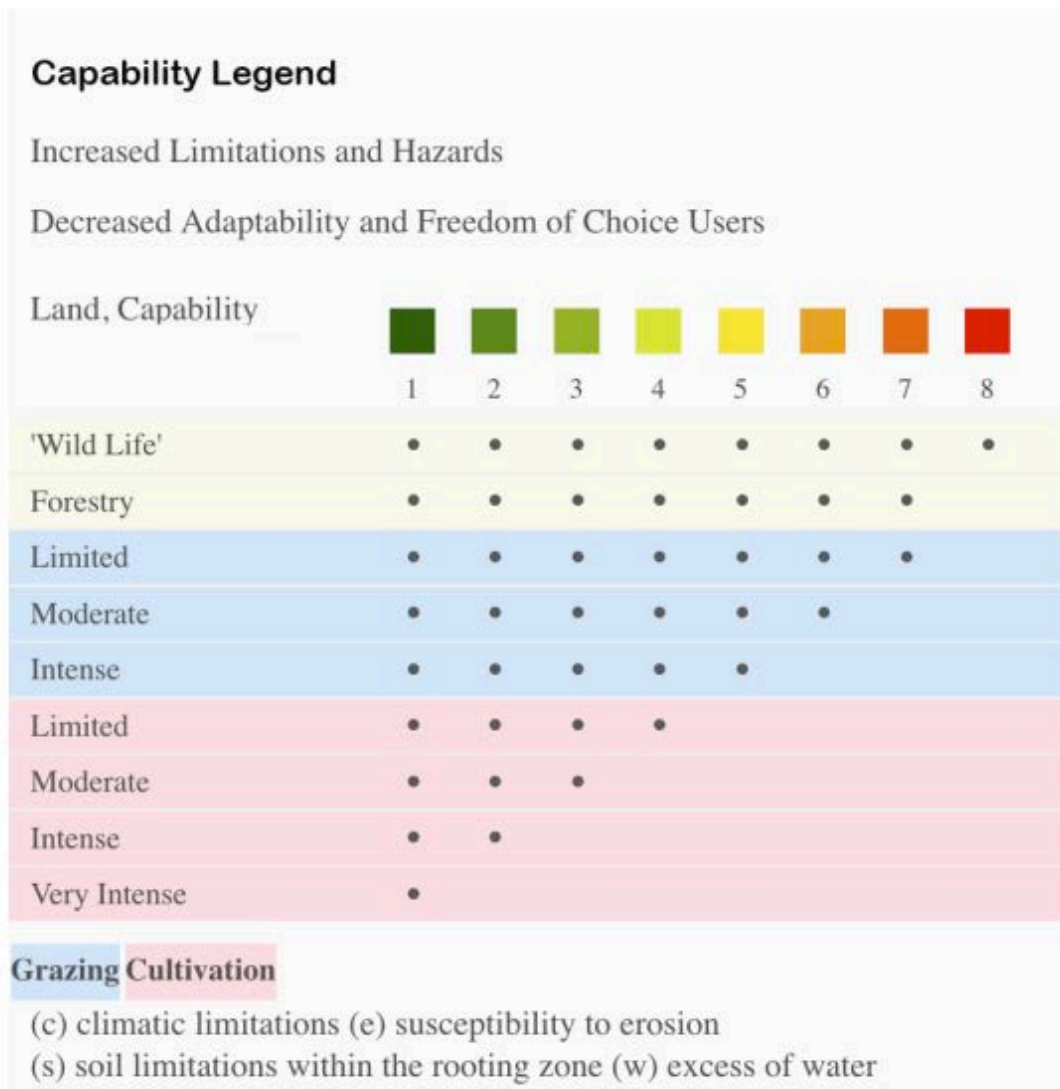 Capability Legend
Increased Limitations and Hazards
Decreased Adaptability and Freedom of Choice Users
Land, Capability
1 2 3 4 5 6 7 8
'Wild Life' • • • • • • • •
Forestry • • • • • • •
Limited • • • • • • •
Moderate • • • • • •
Intense • • • • •
Limited • • • •
Moderate • • •
Intense • •
Very Intense •
Grazing Cultivation
(c) climatic limitations (e) susceptibility to erosion
(s) soil limitations within the rooting zone (w) excess of water